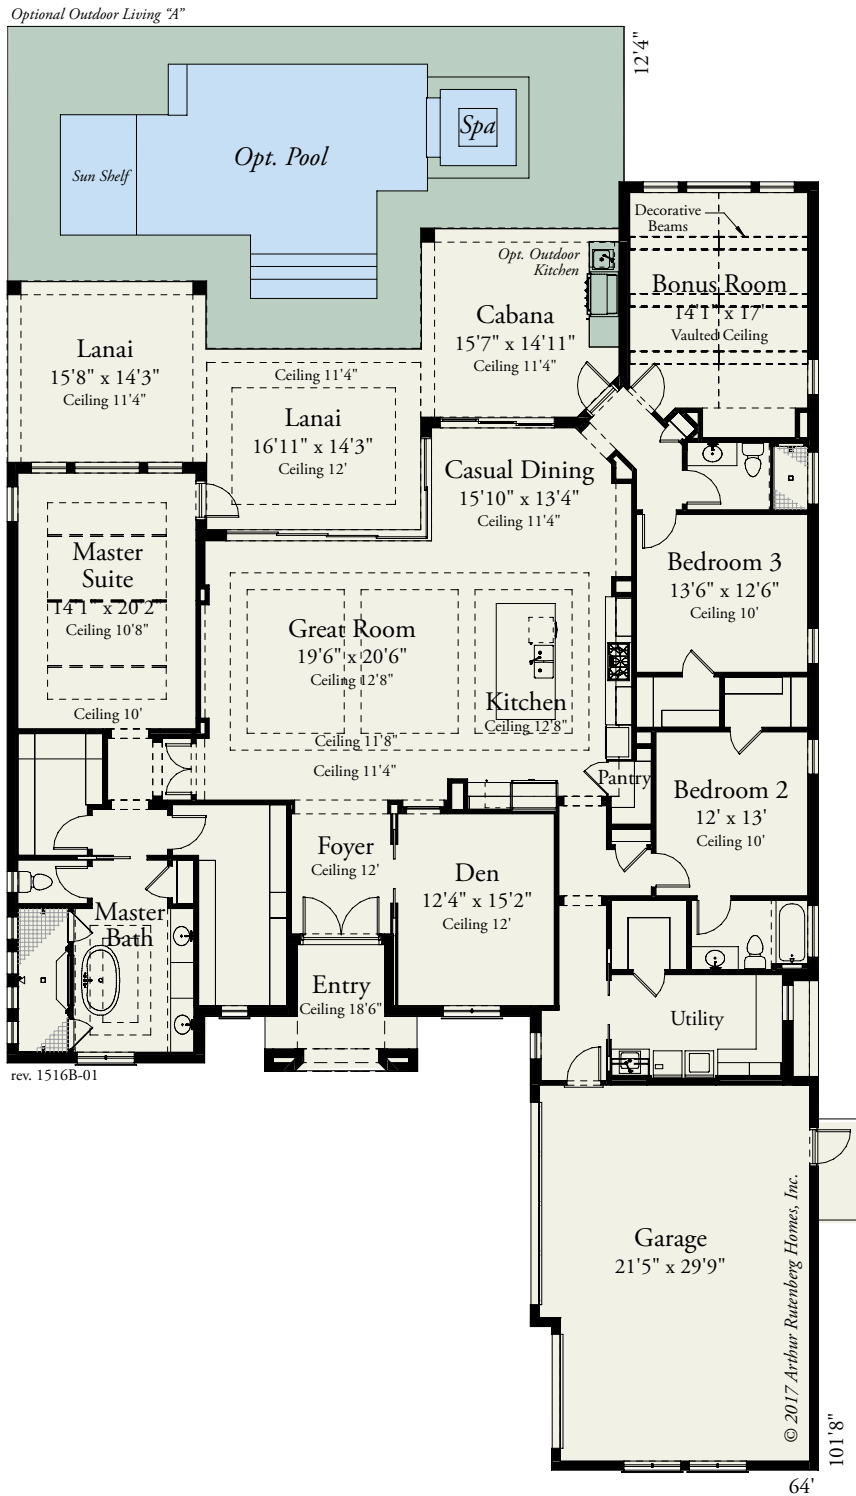 Optional Outdoor Living “A”
12'4"
Opt. Pool
Spa
Sun Shelf
Decorative
Beams
Opt. Outdoor
Kitchen
Bonus Room
14'1" x 17'
Vaulted Ceiling
Cabana
15'7" x 14'11"
Ceiling 11'4"
Lanai
15'8" x 14'3"
Ceiling 11'4"
Ceiling 11'4"
Lanai
16'11" x 14'3"
Ceiling 12'
Casual Dining
15'10" x 13'4"
Ceiling 11'4"
Master
Suite
14'1" x 20'2"
Ceiling 10'8"
Ceiling 10'
Bedroom 3
13'6" x 12'6"
Ceiling 10'
Great Room
19'6" x 20'6"
Ceiling 12'8"
Ceiling 11'8"
Ceiling 11'4"
Kitchen
Ceiling 12'8"
Pantry
Bedroom 2
12' x 13'
Ceiling 10'
Foyer
Ceiling 12'
Den
12'4" x 15'2"
Ceiling 12'
Master
Bath
Entry
Ceiling 18'6"
Utility
rev. 1516B-01
Garage
21'5" x 29'9"
© 2017 Arthur Rutenberg Homes, Inc.
101'8"
64'